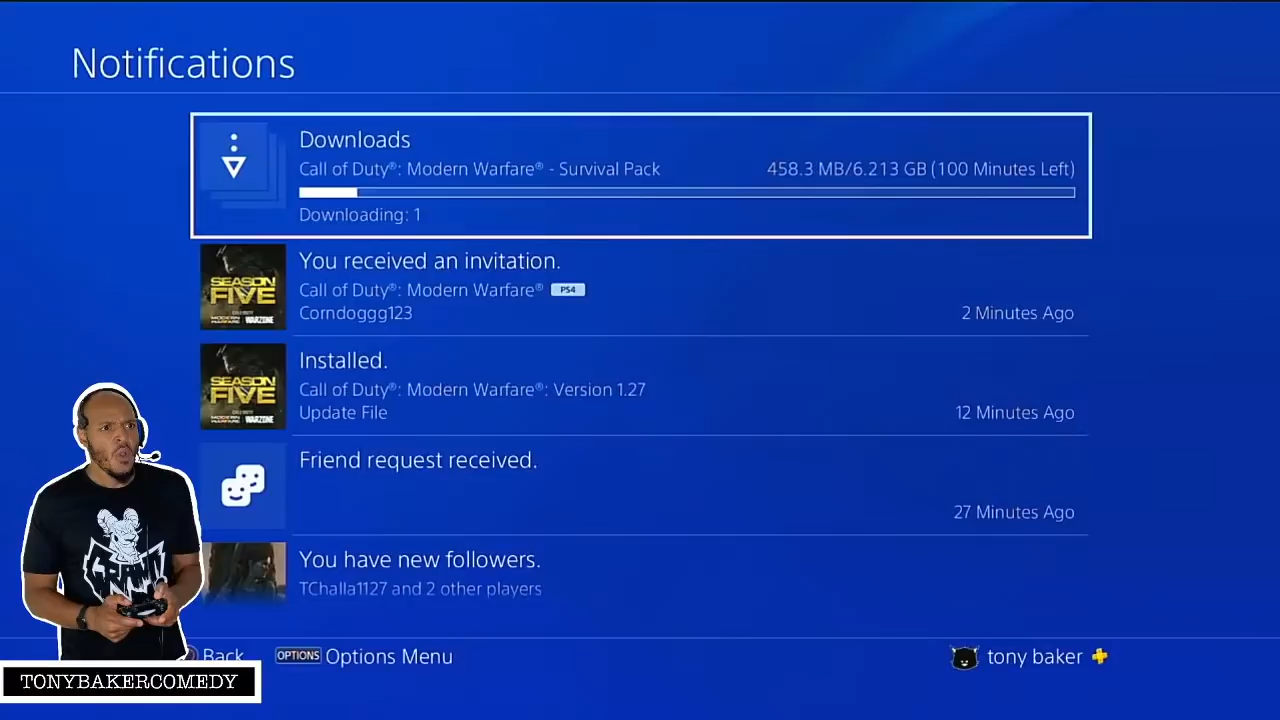 Notifications
Downloads
Call of Duty®: Modern Warfare® - Survival Pack 458.3 MB/6.213 GB (100 Minutes Left)
Downloading: 1
You received an invitation.
Call of Duty®: Modern Warfare® PS4
Corndoggg123 2 Minutes Ago
SEASON
FIVE
WARZONE
Installed.
Call of Duty®: Modern Warfare®: Version 1.27
Update File 12 Minutes Ago
SEASON
FIVE
WARZONE
Friend request received.
27 Minutes Ago
You have new followers.
TChalla1127 and 2 other players
Back OPTIONS Options Menu tony baker
TONYBAKERCOMEDY